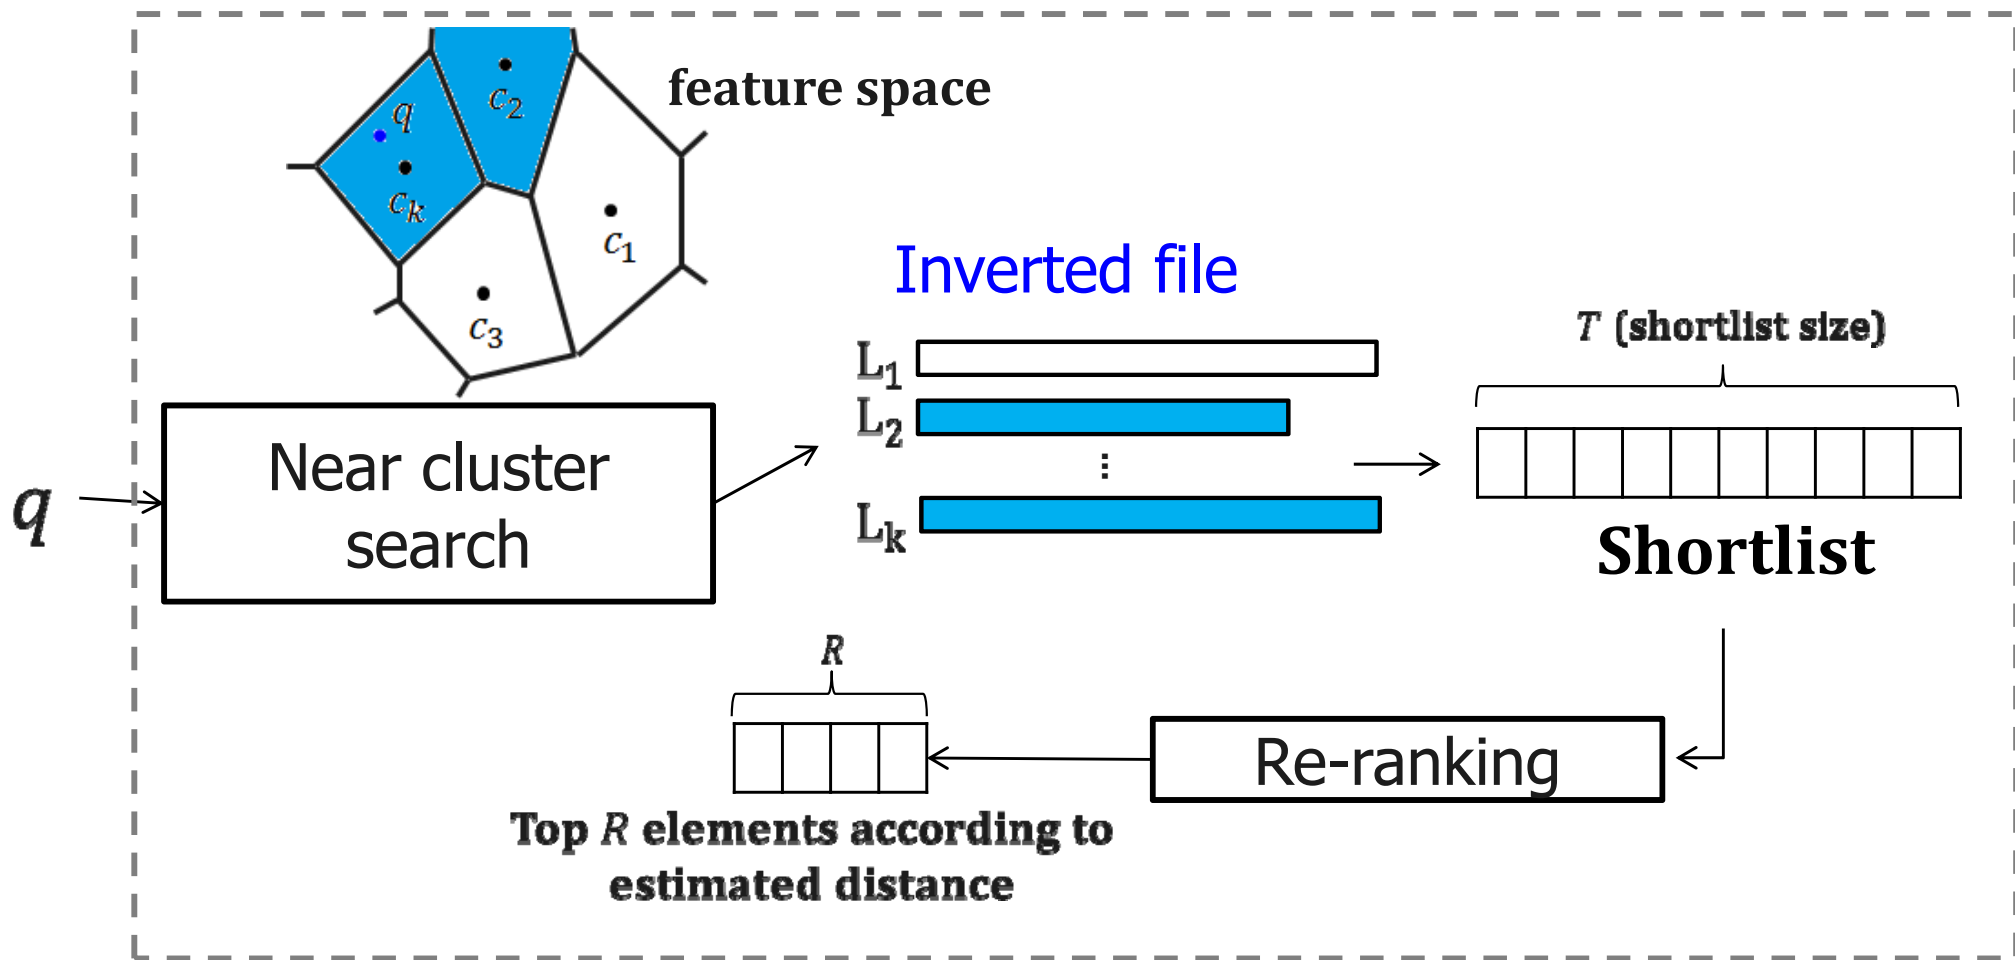 feature space
c₂
q
cₖ
c₁
c₃
Inverted file
T (shortlist size)
L₁
L₂
⋮
Lₖ
q
Near cluster
search
Shortlist
R
Re-ranking
Top R elements according to
estimated distance